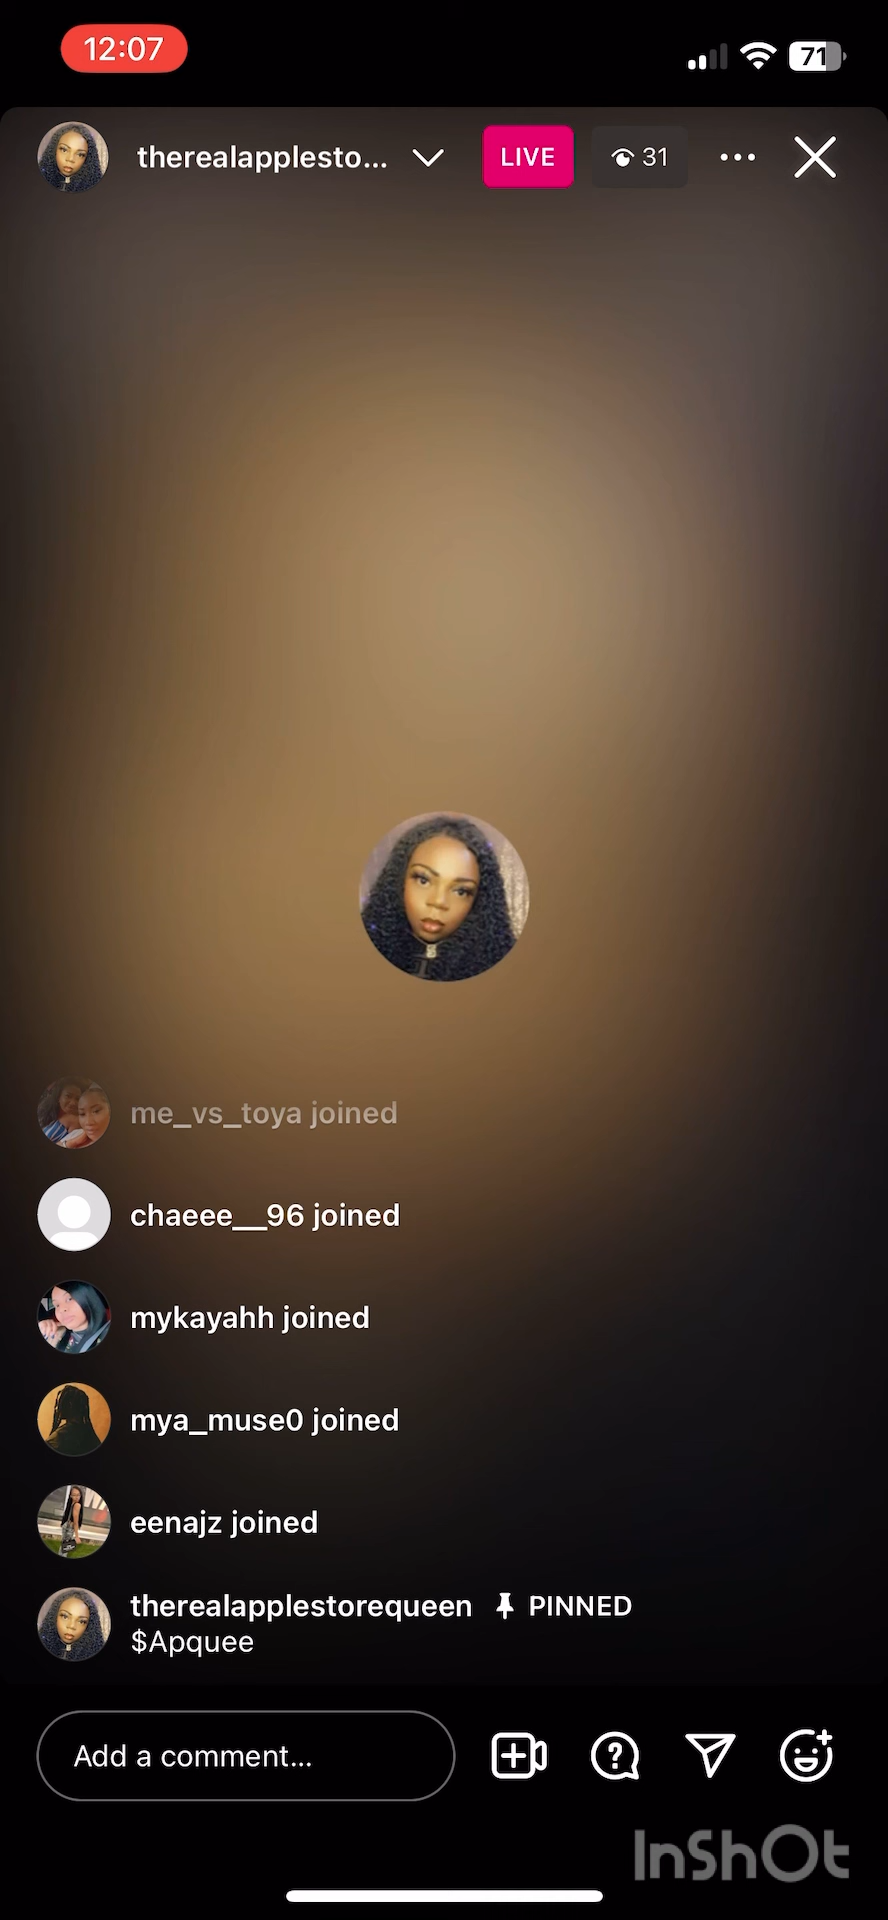 12:07
71
therealapplesto...
LIVE
31
me_vs_toya joined
chaeee__96 joined
mykayahh joined
mya_muse0 joined
eenajz joined
therealapplestorequeen PINNED
$Apquee
Add a comment...
InShOt